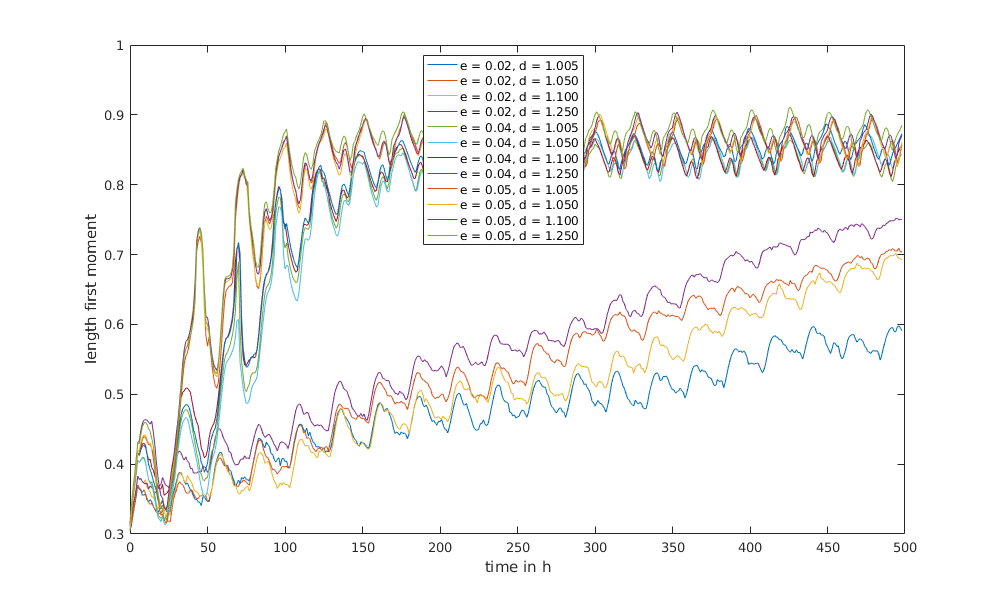 1
0.9
0.8
0.7
0.6
0.5
0.4
0.3
length first moment
e = 0.02, d = 1.005
e = 0.02, d = 1.050
e = 0.02, d = 1.100
e = 0.02, d = 1.250
e = 0.04, d = 1.005
e = 0.04, d = 1.050
e = 0.04, d = 1.100
e = 0.04, d = 1.250
e = 0.05, d = 1.005
e = 0.05, d = 1.050
e = 0.05, d = 1.100
e = 0.05, d = 1.250
0 50 100 150 200 250 300 350 400 450 500
time in h